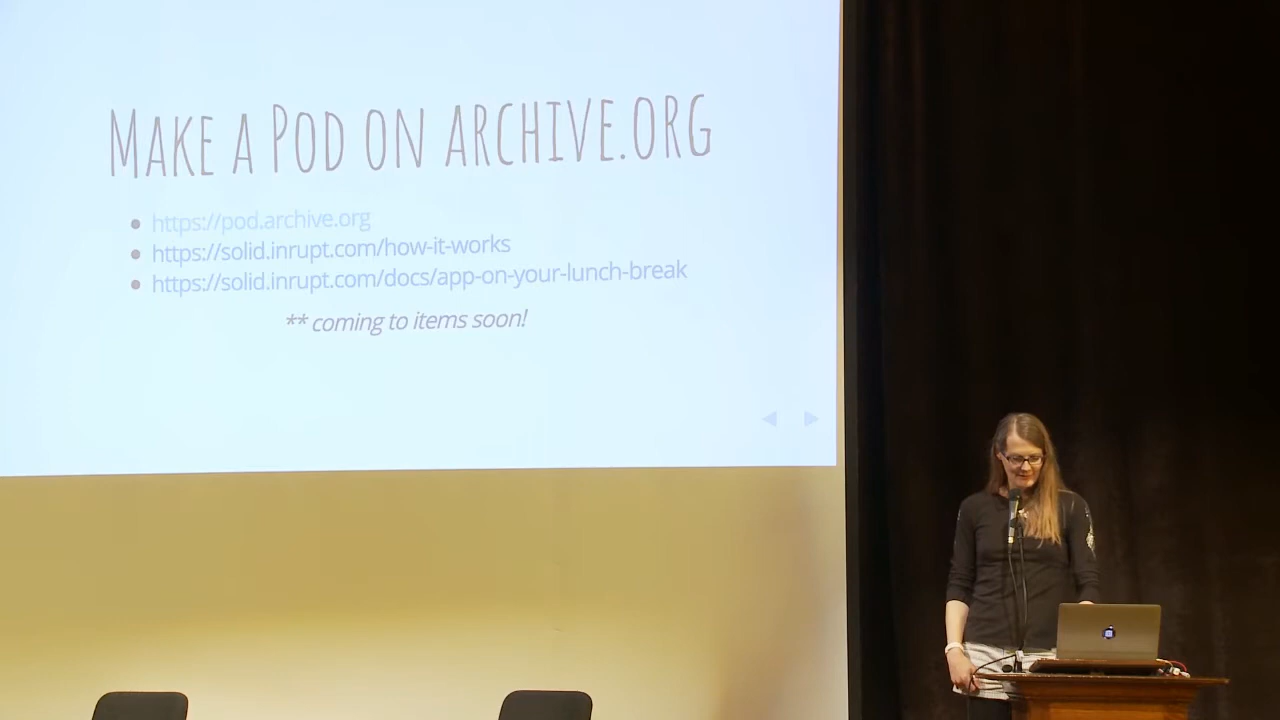 MAKE A POD ON ARCHIVE.ORG
https://pod.archive.org
https://solid.inrupt.com/how-it-works
https://solid.inrupt.com/docs/app-on-your-lunch-break
** coming to items soon!